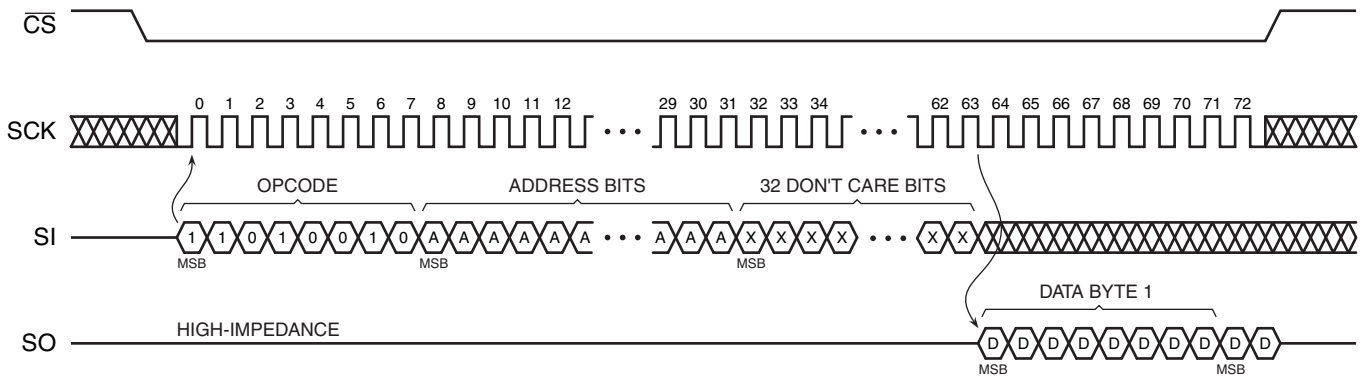 CS
0 1 2 3 4 5 6 7 8 9 10 11 12 29 30 31 32 33 34 62 63 64 65 66 67 68 69 70 71 72
SCK • • • • • •
OPCODE ADDRESS BITS 32 DON'T CARE BITS
SI 1 1 0 1 0 0 1 0 A A A A A A • • • A A A X X X X • • • • X X
MSB MSB MSB
DATA BYTE 1
HIGH-IMPEDANCE
SO D D D D D D D D D D
MSB MSB